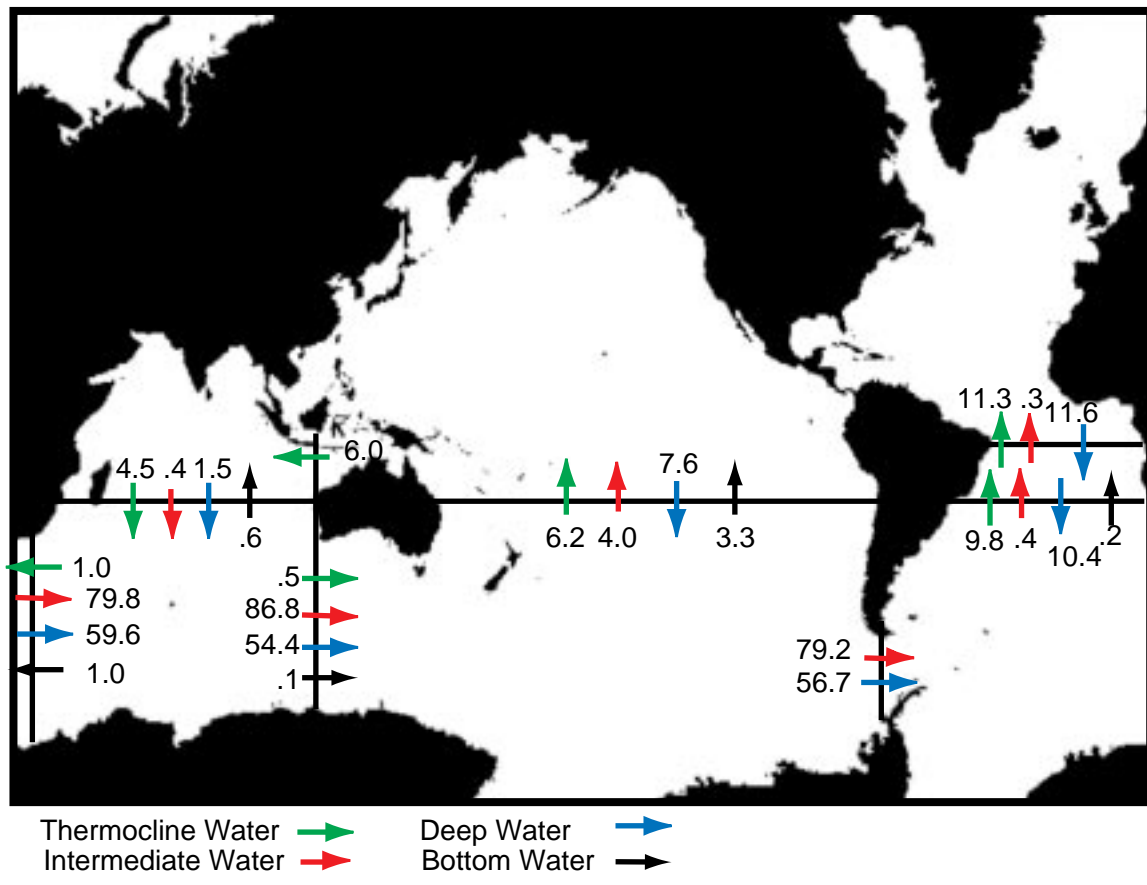 11.3 .3 11.6
6.0
4.5 .4 1.5
7.6
.6
6.2 4.0 3.3
9.8 .4 10.4 .2
1.0
79.8
59.6
1.0
.5
86.8
54.4
.1
79.2
56.7
Thermocline Water
Deep Water
Intermediate Water
Bottom Water